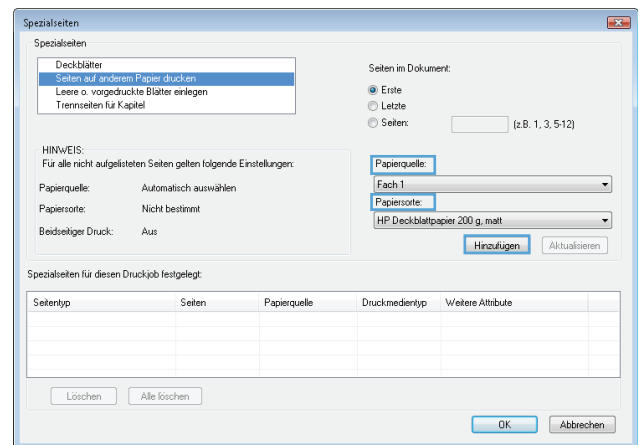 Spezialseiten
Spezialseiten
Deckblätter
Seiten auf anderem Papier drucken
Leere o. vorgedruckte Blätter einlegen
Trennseiten für Kapitel
Seiten im Dokument:
Erste
Letzte
Seiten: (z.B. 1, 3, 5-12)
HINWEIS:
Für alle nicht aufgelisteten Seiten gelten folgende Einstellungen:
Papierquelle: Automatisch auswählen
Papiersorte: Nicht bestimmt
Beidseitiger Druck: Aus
Papierquelle:
Fach 1
Papiersorte:
HP Deckblattpapier 200 g, matt
Hinzufügen Aktualisieren
Spezialseiten für diesen Druckjob festgelegt:
Seitentyp Seiten Papierquelle Druckmedientyp Weitere Attribute
Löschen Alle löschen
OK Abbrechen